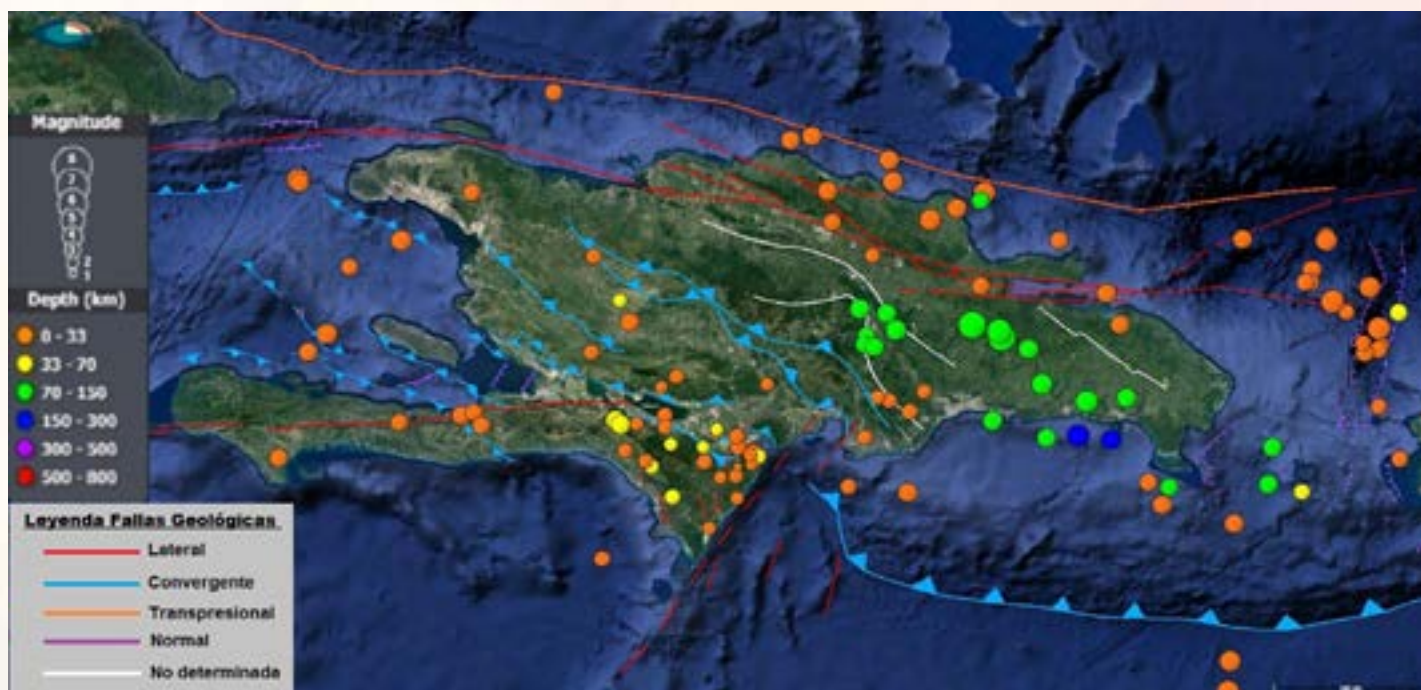 Magnitude
8
7
6
5
4
3
2
1
Depth (km)
0 - 33
33 - 70
70 - 150
150 - 300
300 - 500
500 - 800
Leyenda Fallas Geológicas
Lateral
Convergente
Transpresional
Normal
No determinada